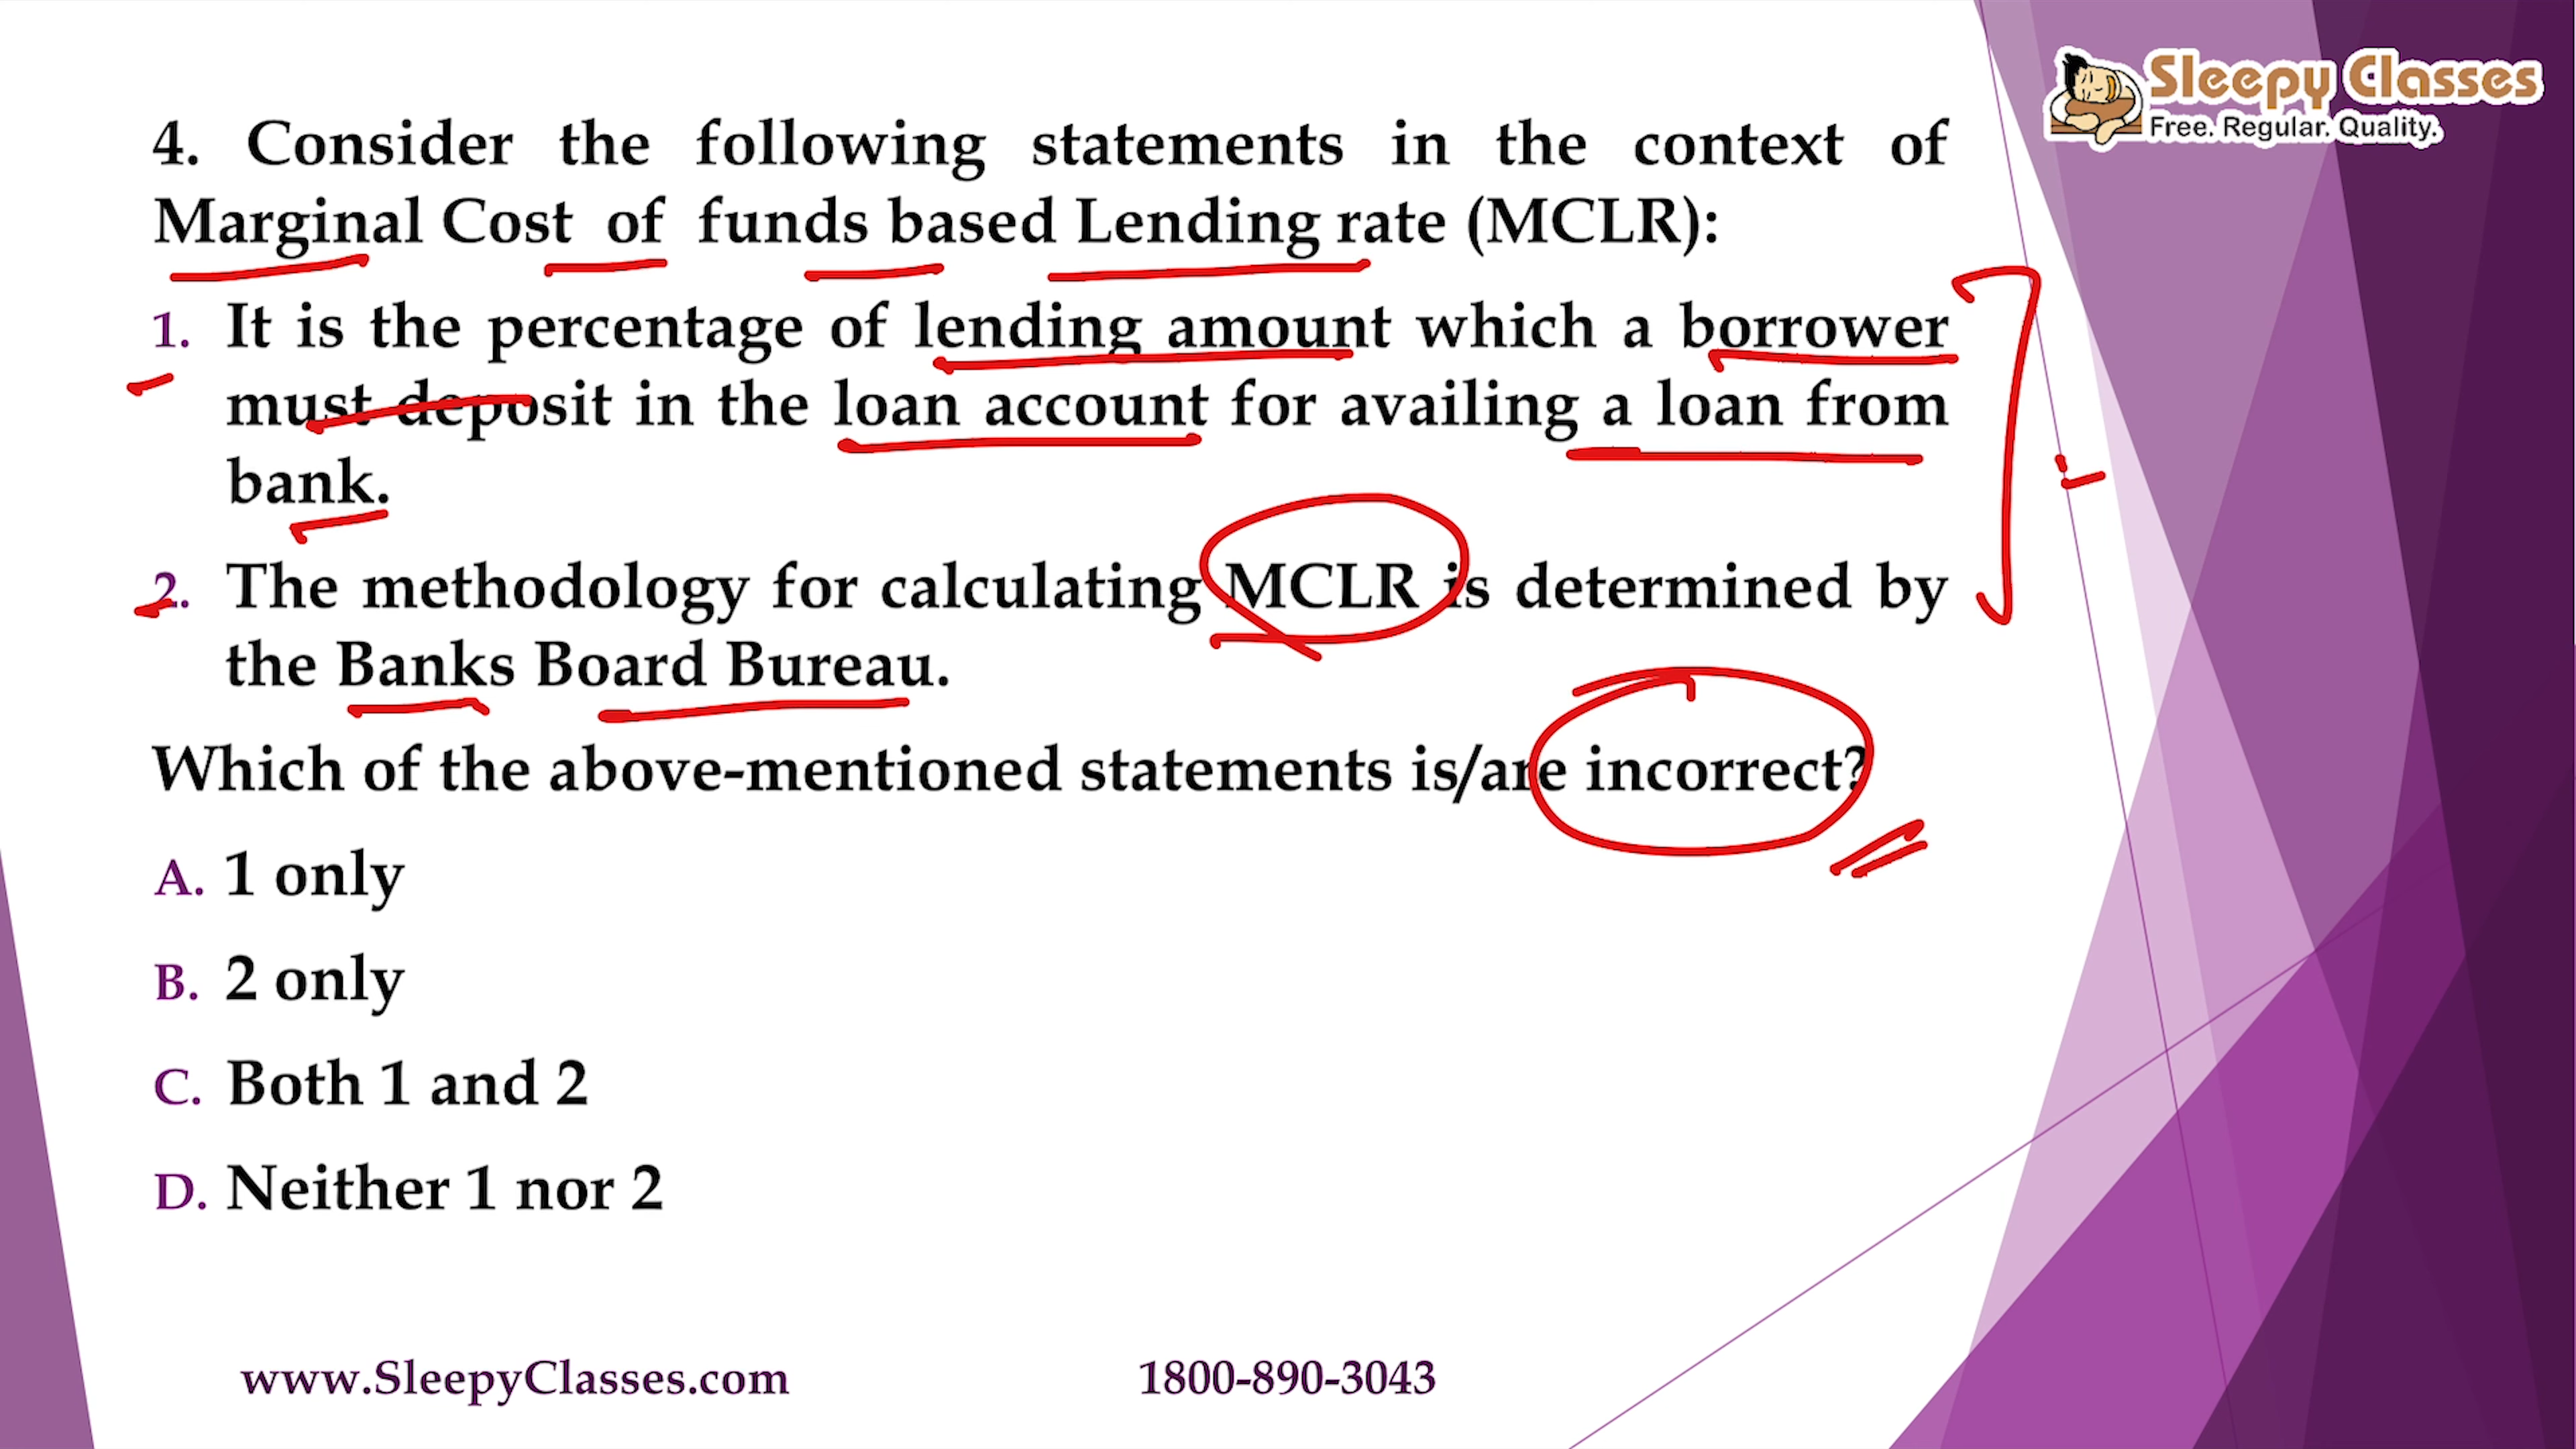 Sleepy Classes
Free. Regular. Quality.
4. Consider the following statements in the context of
Marginal Cost of funds based Lending rate (MCLR):
1. It is the percentage of lending amount which a borrower
must deposit in the loan account for availing a loan from
bank.
2. The methodology for calculating MCLR is determined by
the Banks Board Bureau.
Which of the above-mentioned statements is/are incorrect?
A. 1 only
B. 2 only
C. Both 1 and 2
D. Neither 1 nor 2
www.SleepyClasses.com 1800-890-3043